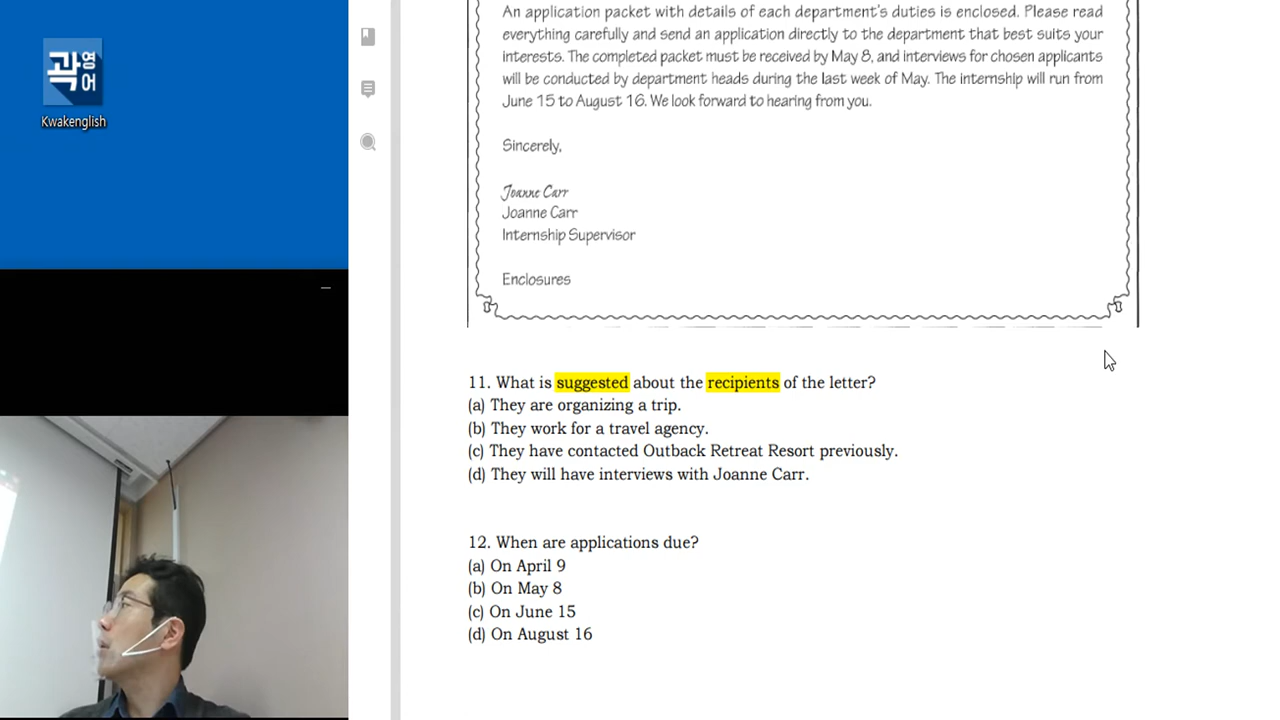 곽영어
Kwakenglish
An application packet with details of each department's duties is enclosed. Please read
everything carefully and send an application directly to the department that best suits your
interests. The completed packet must be received by May 8, and interviews for chosen applicants
will be conducted by department heads during the last week of May. The internship will run from
June 15 to August 16. We look forward to hearing from you.
Sincerely,
Joanne Carr
Joanne Carr
Internship Supervisor
Enclosures
11. What is suggested about the recipients of the letter?
(a) They are organizing a trip.
(b) They work for a travel agency.
(c) They have contacted Outback Retreat Resort previously.
(d) They will have interviews with Joanne Carr.
12. When are applications due?
(a) On April 9
(b) On May 8
(c) On June 15
(d) On August 16